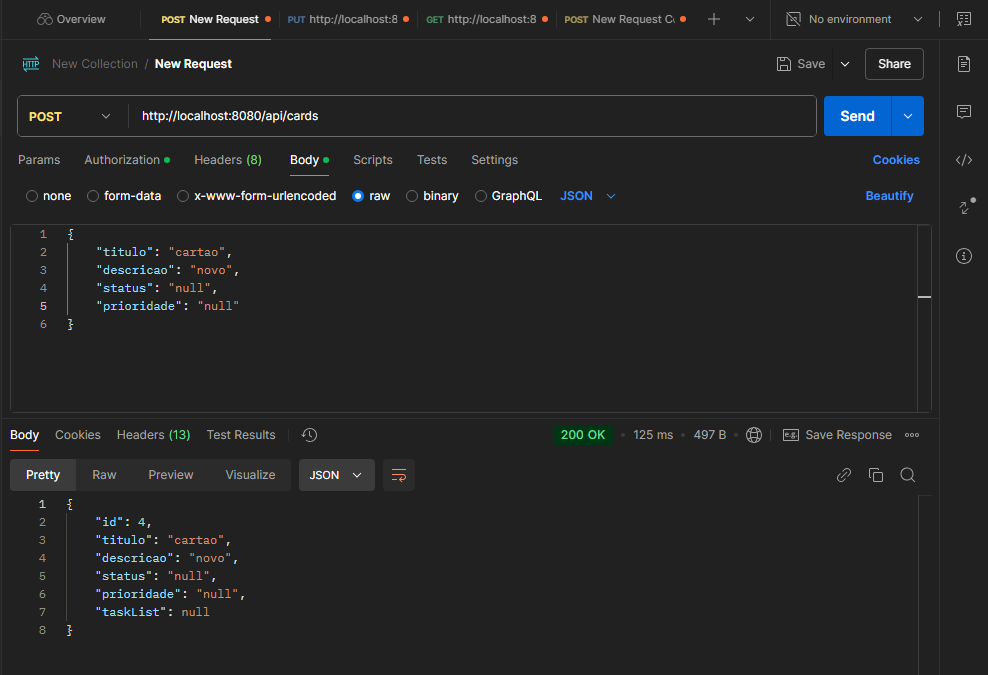 Overview POST New Request PUT http://localhost:8 GET http://localhost:8 POST New Request Co No environment
HTTP New Collection / New Request Save Share
POST http://localhost:8080/api/cards Send
Params Authorization Headers (8) Body Scripts Tests Settings Cookies
none form-data x-www-form-urlencoded raw binary GraphQL JSON Beautify
1 {
2 "titulo": "cartao",
3 "descricao": "novo",
4 "status": "null",
5 "prioridade": "null"
6 }
Body Cookies Headers (13) Test Results 200 OK 125 ms 497 B e.g. Save Response
Pretty Raw Preview Visualize JSON
1 {
2 "id": 4,
3 "titulo": "cartao",
4 "descricao": "novo",
5 "status": "null",
6 "prioridade": "null",
7 "taskList": null
8 }